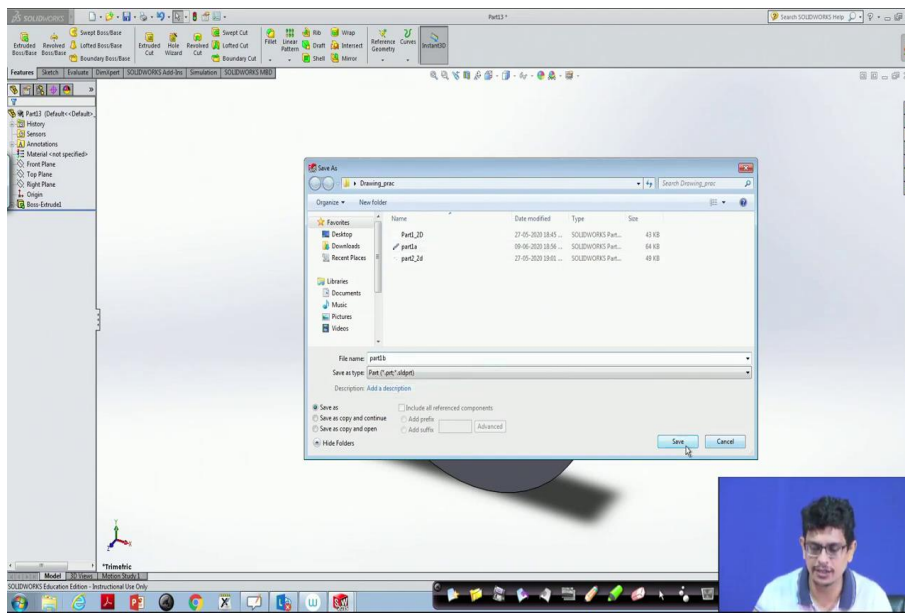 SOLIDWORKS
Part13 *
Search SOLIDWORKS Help
Extruded Boss/Base
Revolved Boss/Base
Swept Boss/Base
Lofted Boss/Base
Boundary Boss/Base
Extruded Cut
Hole Wizard
Revolved Cut
Swept Cut
Lofted Cut
Boundary Cut
Fillet
Linear Pattern
Rib
Draft
Shell
Wrap
Intersect
Mirror
Reference Geometry
Curves
Instant3D
Features Sketch Evaluate DimXpert SOLIDWORKS Add-Ins Simulation SOLIDWORKS MBD
Part13 (Default<<Default>_
History
Sensors
Annotations
Material <not specified>
Front Plane
Top Plane
Right Plane
Origin
Boss-Extrude1
Save As
Drawing_prac
Search Drawing_prac
Organize New folder
Favorites
Desktop
Downloads
Recent Places
Libraries
Documents
Music
Pictures
Videos
Name Date modified Type Size
Part1_2D 27-05-2020 18:45 ... SOLIDWORKS Part... 43 KB
part1a 09-06-2020 18:56 ... SOLIDWORKS Part... 64 KB
part2_2d 27-05-2020 19:01 ... SOLIDWORKS Part... 49 KB
File name: part1b
Save as type: Part (*.prt;*.sldprt)
Description: Add a description
Save as
Save as copy and continue
Save as copy and open
Include all referenced components
Add prefix
Add suffix
Advanced
Hide Folders
Save Cancel
*Trimetric
Model 3D Views Motion Study 1
SOLIDWORKS Education Edition - Instructional Use Only